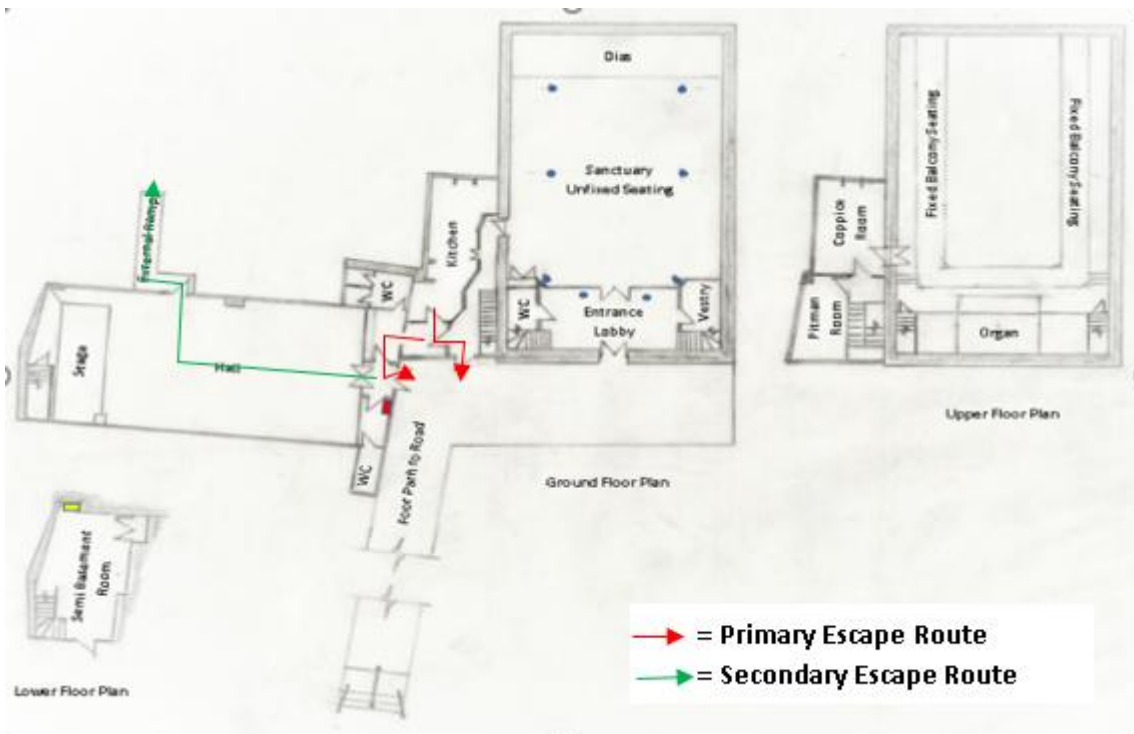 Dias
Sanctuary
Unfixed Seating
Kitchen
WC
WC
Entrance
Lobby
Vestry
External Ramp
Stage
Hall
WC
Foot Path to Road
Ground Floor Plan
Fixed Balcony Seating
Fixed Balcony Seating
Coppice
Room
Pitman
Room
Organ
Upper Floor Plan
Semi Basement
Room
Lower Floor Plan
= Primary Escape Route
= Secondary Escape Route